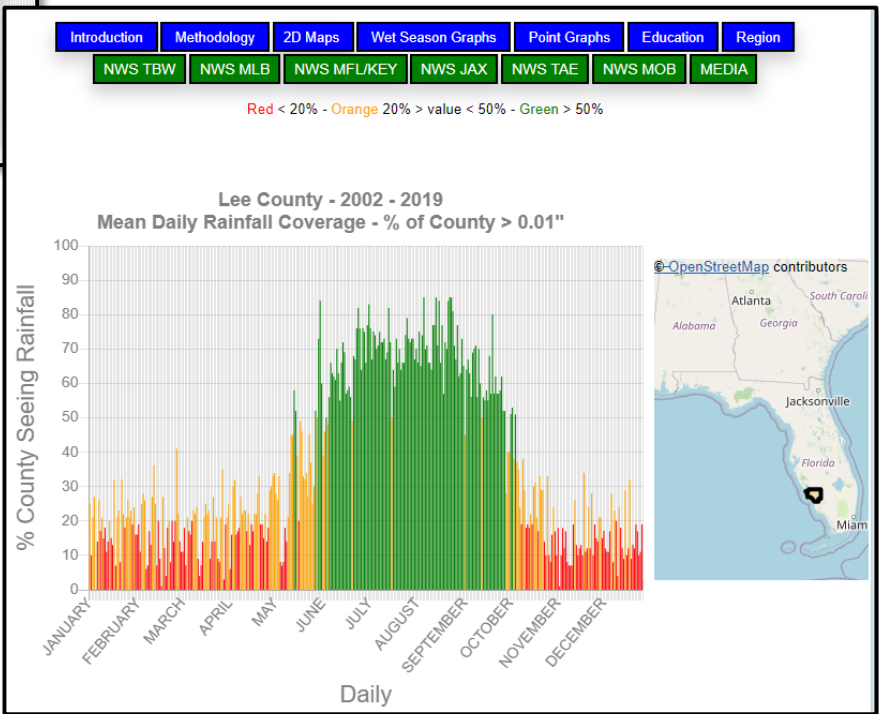 Introduction Methodology 2D Maps Wet Season Graphs Point Graphs Education Region
NWS TBW NWS MLB NWS MFL/KEY NWS JAX NWS TAE NWS MOB MEDIA
Red < 20% - Orange 20% > value < 50% - Green > 50%
Lee County - 2002 - 2019
Mean Daily Rainfall Coverage - % of County > 0.01"
% County Seeing Rainfall
100
90
80
70
60
50
40
30
20
10
0
JANUARY
FEBRUARY
MARCH
APRIL
MAY
JUNE
JULY
AUGUST
SEPTEMBER
OCTOBER
NOVEMBER
DECEMBER
Daily
© OpenStreetMap contributors
Atlanta
South Caroli
Alabama
Georgia
Jacksonville
Florida
Miam